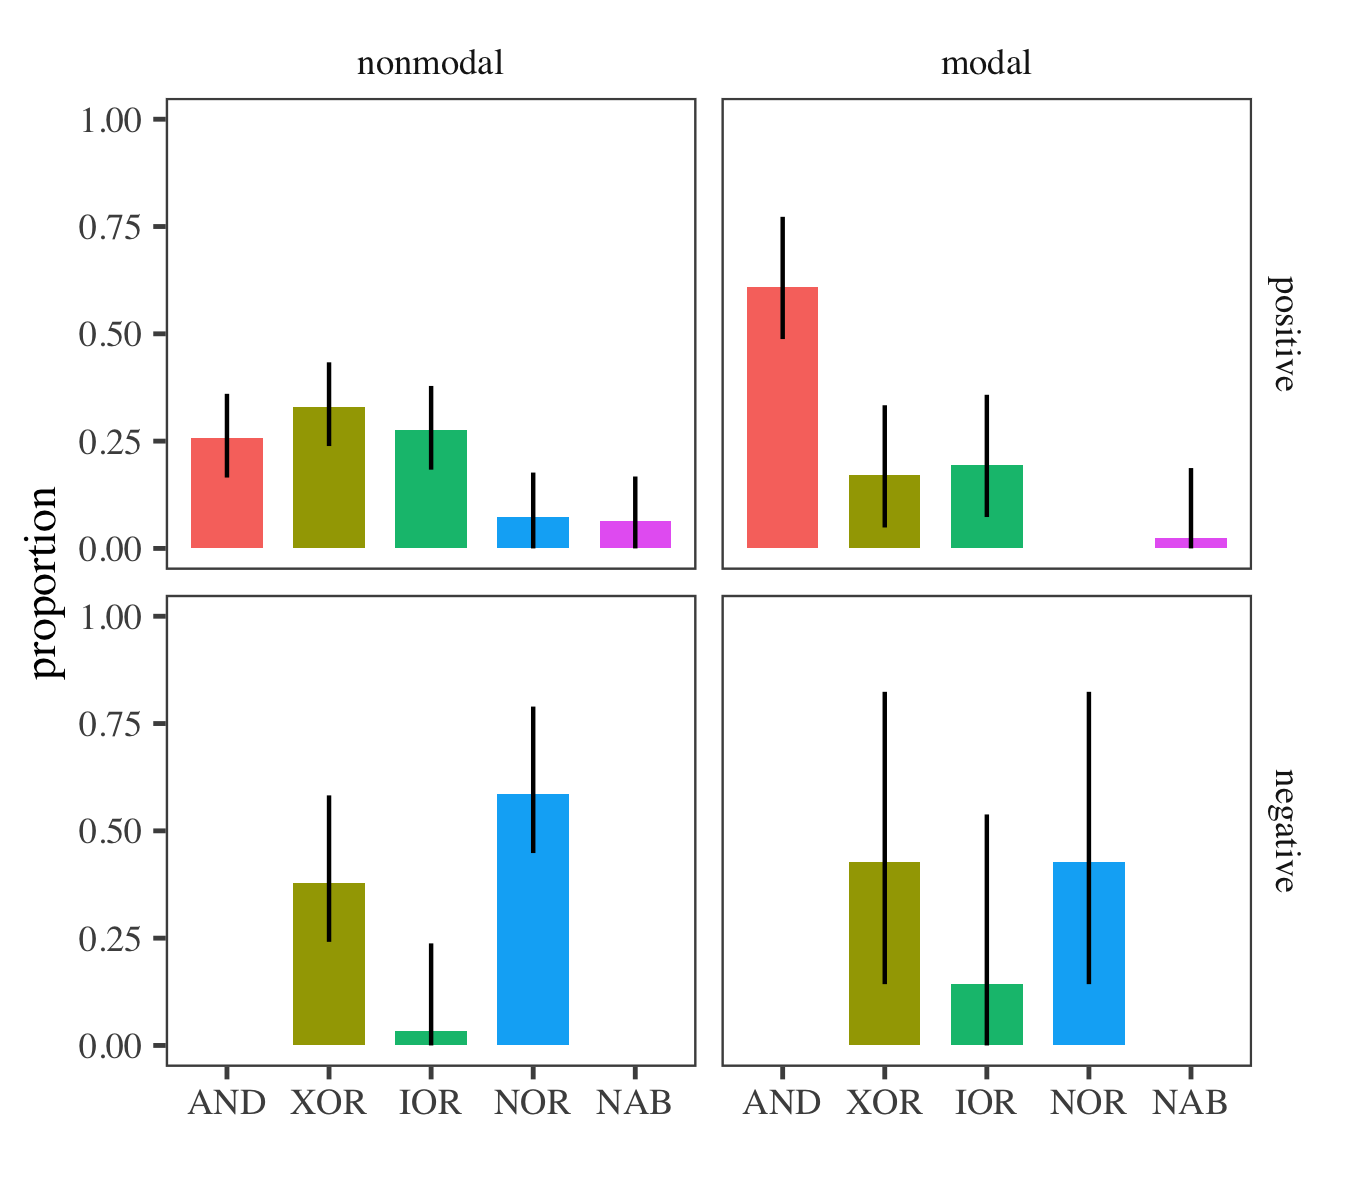 nonmodal
modal
1.00
0.75
0.50
0.25
0.00
positive
proportion
1.00
0.75
0.50
0.25
0.00
negative
AND XOR IOR NOR NAB
AND XOR IOR NOR NAB